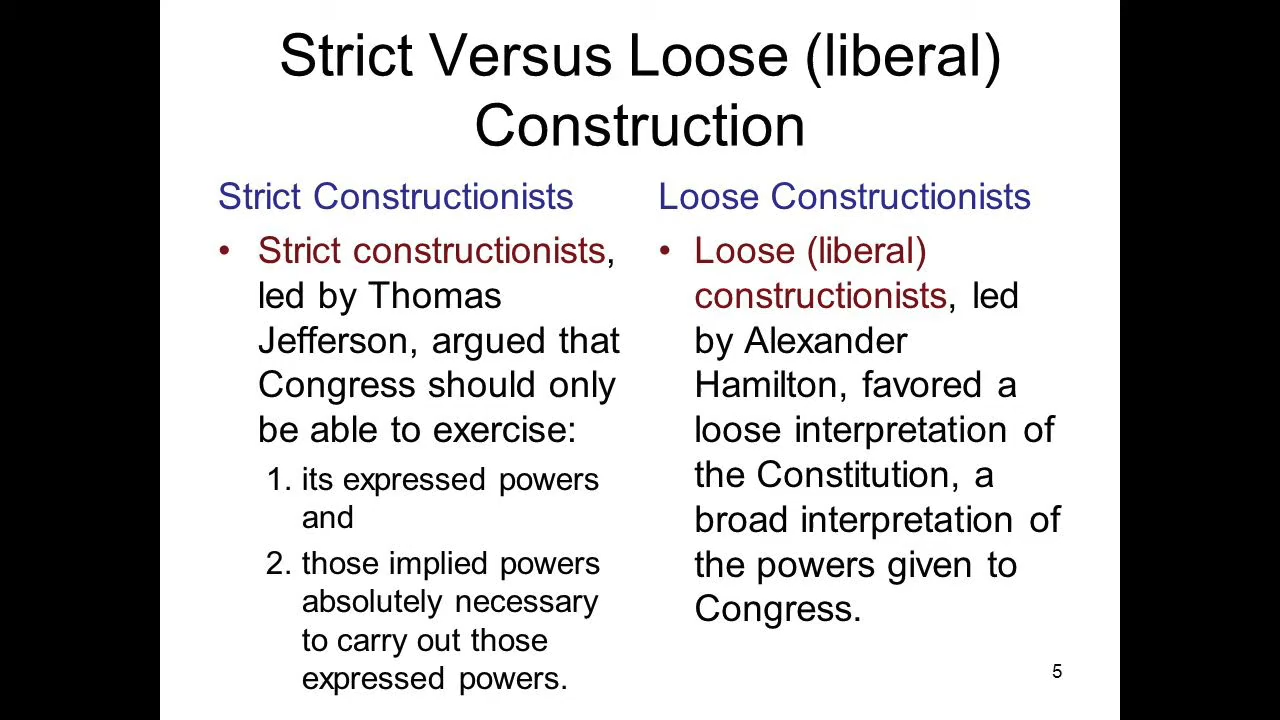 Strict Versus Loose (liberal)
Construction
Strict Constructionists
• Strict constructionists,
led by Thomas
Jefferson, argued that
Congress should only
be able to exercise:
1. its expressed powers
and
2. those implied powers
absolutely necessary
to carry out those
expressed powers.
Loose Constructionists
• Loose (liberal)
constructionists, led
by Alexander
Hamilton, favored a
loose interpretation of
the Constitution, a
broad interpretation of
the powers given to
Congress.
5